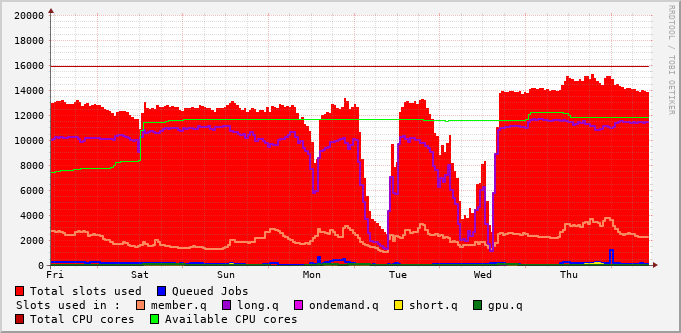 20000
18000
16000
14000
12000
10000
8000
6000
4000
2000
0
Fri Sat Sun Mon Tue Wed Thu
RRDTOOL / TOBI OETIKER
Total slots used Queued Jobs
Slots used in : member.q long.q ondemand.q short.q gpu.q
Total CPU cores Available CPU cores